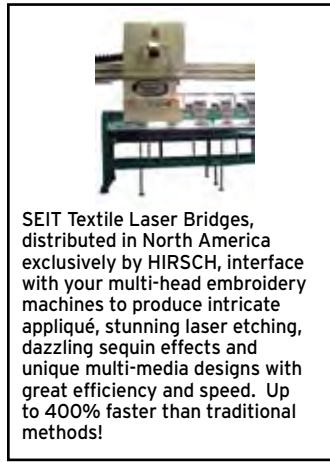 SEIT Textile Laser Bridges,
distributed in North America
exclusively by HIRSCH, interface
with your multi-head embroidery
machines to produce intricate
appliqué, stunning laser etching,
dazzling sequin effects and
unique multi-media designs with
great efficiency and speed. Up
to 400% faster than traditional
methods!